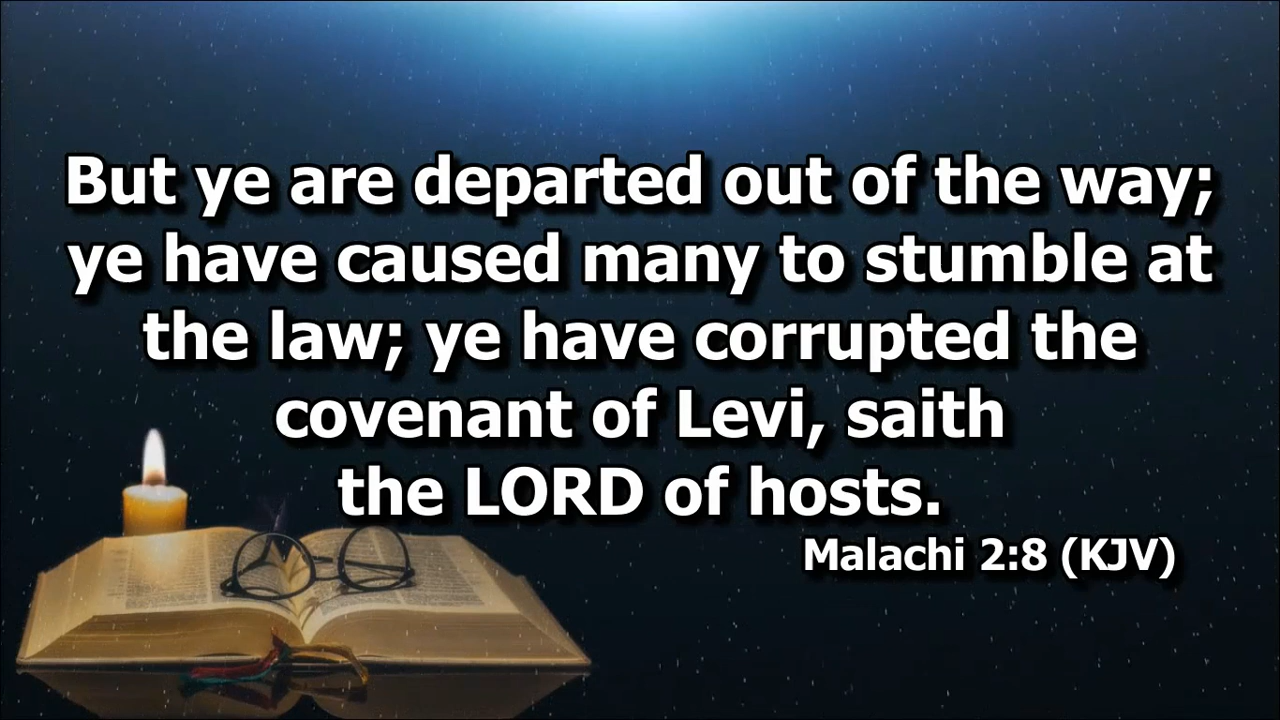 But ye are departed out of the way;
ye have caused many to stumble at
the law; ye have corrupted the
covenant of Levi, saith
the LORD of hosts.
Malachi 2:8 (KJV)